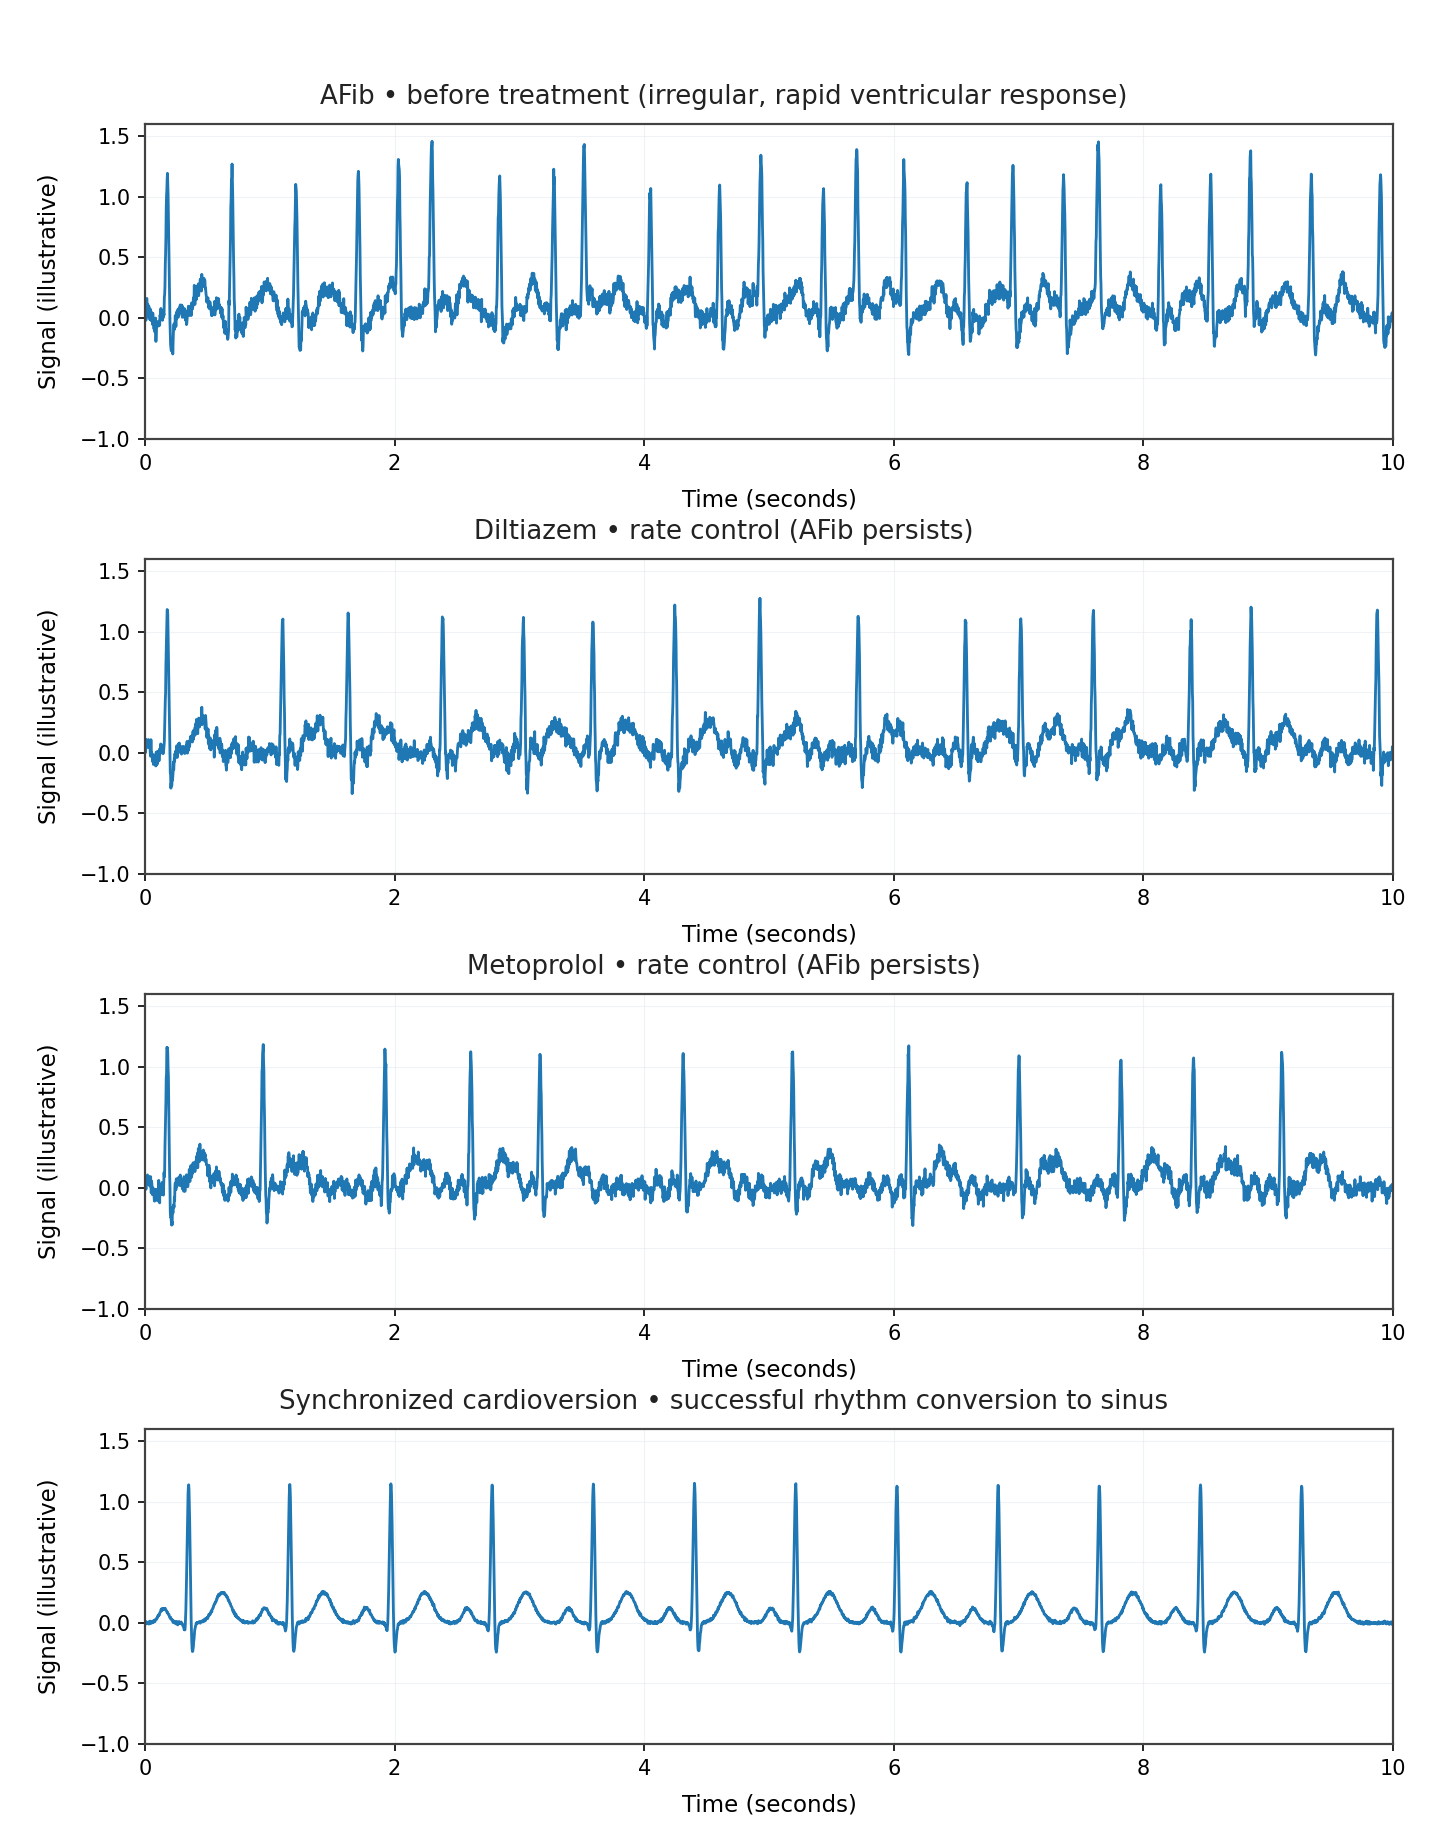 AFib • before treatment (irregular, rapid ventricular response)
1.5
1.0
0.5
0.0
−0.5
−1.0
Signal (illustrative)
0 2 4 6 8 10
Time (seconds)
Diltiazem • rate control (AFib persists)
1.5
1.0
0.5
0.0
−0.5
−1.0
Signal (illustrative)
0 2 4 6 8 10
Time (seconds)
Metoprolol • rate control (AFib persists)
1.5
1.0
0.5
0.0
−0.5
−1.0
Signal (illustrative)
0 2 4 6 8 10
Time (seconds)
Synchronized cardioversion • successful rhythm conversion to sinus
1.5
1.0
0.5
0.0
−0.5
−1.0
Signal (illustrative)
0 2 4 6 8 10
Time (seconds)